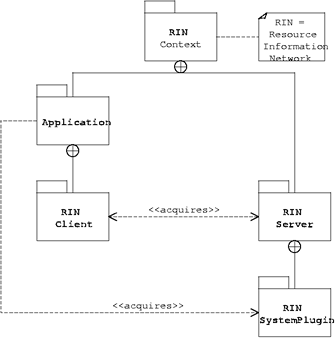 RIN
Context
RIN =
Resource
Information
Network
Application
RIN
Client
<<acquires>>
RIN
Server
<<acquires>>
RIN
SystemPlugin